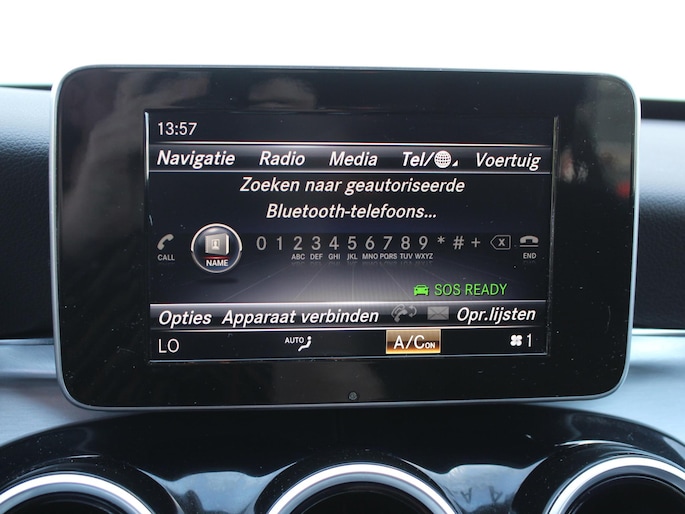 13:57
Navigatie Radio Media Tel/ Voertuig
Zoeken naar geautoriseerde
Bluetooth-telefoons...
0 1 2 3 4 5 6 7 8 9 * # +
CALL NAME ABC DEF GHI JKL MNO PQRS TUV WXYZ END
SOS READY
Opties Apparaat verbinden Opr.lijsten
LO AUTO A/C ON 1